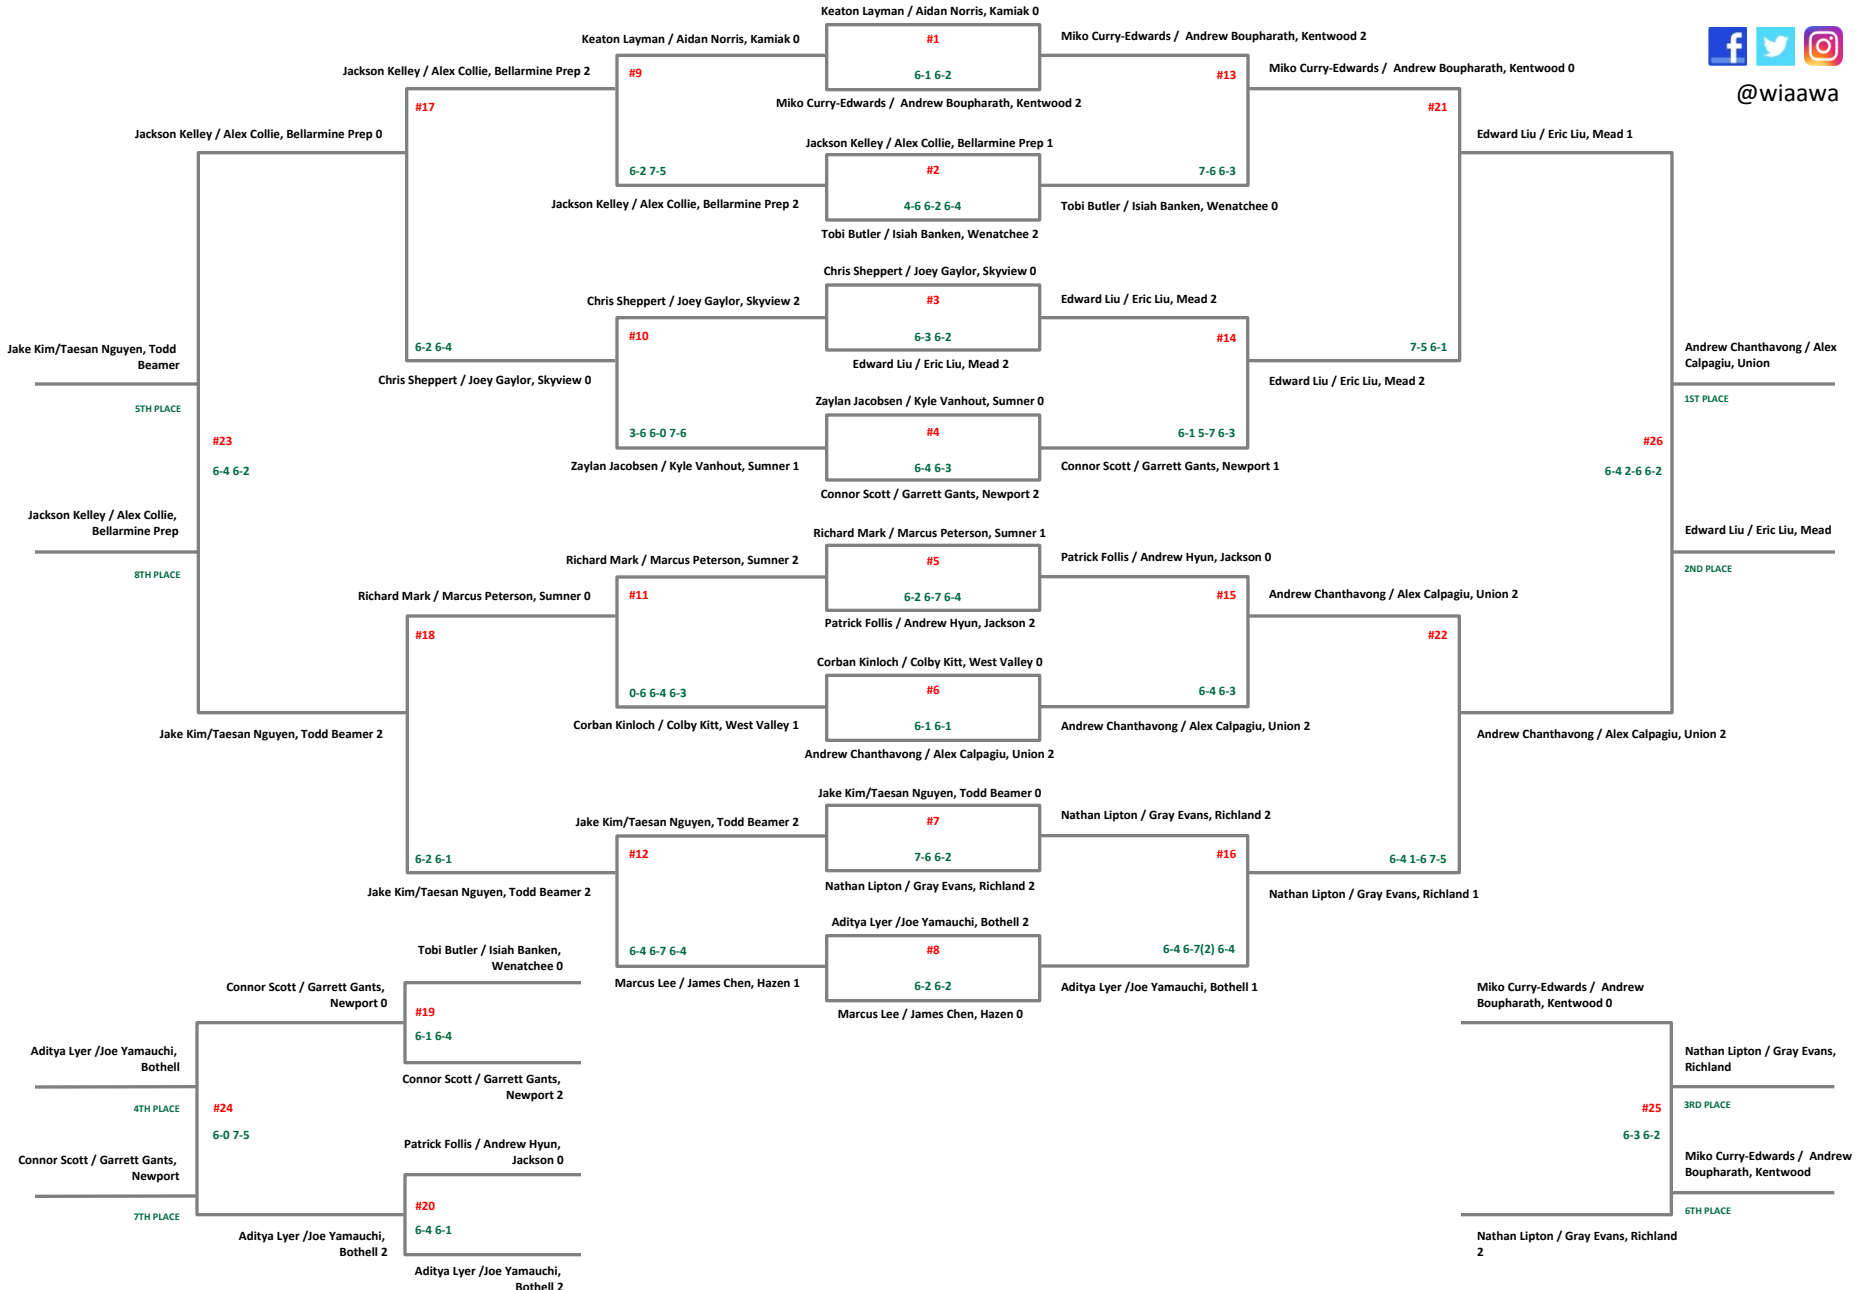 Keaton Layman / Aidan Norris, Kamiak 0
#1
6-1 6-2
Miko Curry-Edwards /  Andrew Boupharath, Kentwood 2
Jackson Kelley / Alex Collie, Bellarmine Prep 1
#2
4-6 6-2 6-4
Tobi Butler / Isiah Banken, Wenatchee 2
Chris Sheppert / Joey Gaylor, Skyview 0
#3
6-3 6-2
Edward Liu / Eric Liu, Mead 2
Zaylan Jacobsen / Kyle Vanhout, Sumner 0
#4
6-4 6-3
Connor Scott / Garrett Gants, Newport 2
Richard Mark / Marcus Peterson, Sumner 1
#5
6-2 6-7 6-4
Patrick Follis / Andrew Hyun, Jackson 2
Corban Kinloch / Colby Kitt, West Valley 0
#6
6-1 6-1
Andrew Chanthavong / Alex Calpagiu, Union 2
Jake Kim/Taesan Nguyen, Todd Beamer 0
#7
7-6 6-2
Nathan Lipton / Gray Evans, Richland 2
Aditya Lyer /Joe Yamauchi, Bothell 2
#8
6-2 6-2
Marcus Lee / James Chen, Hazen 0
Keaton Layman / Aidan Norris, Kamiak 0
#9
6-2 7-5
Jackson Kelley / Alex Collie, Bellarmine Prep 2
Chris Sheppert / Joey Gaylor, Skyview 2
#10
3-6 6-0 7-6
Zaylan Jacobsen / Kyle Vanhout, Sumner 1
Richard Mark / Marcus Peterson, Sumner 2
#11
0-6 6-4 6-3
Corban Kinloch / Colby Kitt, West Valley 1
Jake Kim/Taesan Nguyen, Todd Beamer 2
#12
6-4 6-7 6-4
Marcus Lee / James Chen, Hazen 1
Miko Curry-Edwards /  Andrew Boupharath, Kentwood 2
#13
7-6 6-3
Tobi Butler / Isiah Banken, Wenatchee 0
Edward Liu / Eric Liu, Mead 2
#14
6-1 5-7 6-3
Connor Scott / Garrett Gants, Newport 1
Patrick Follis / Andrew Hyun, Jackson 0
#15
6-4 6-3
Andrew Chanthavong / Alex Calpagiu, Union 2
Nathan Lipton / Gray Evans, Richland 2
#16
6-4 6-7(2) 6-4
Aditya Lyer /Joe Yamauchi, Bothell 1
Jackson Kelley / Alex Collie, Bellarmine Prep 2
#17
6-2 6-4
Chris Sheppert / Joey Gaylor, Skyview 0
Richard Mark / Marcus Peterson, Sumner 0
#18
6-2 6-1
Jake Kim/Taesan Nguyen, Todd Beamer 2
Tobi Butler / Isiah Banken,
Wenatchee 0
#19
6-1 6-4
Connor Scott / Garrett Gants,
Newport 2
Patrick Follis / Andrew Hyun,
Jackson 0
#20
6-4 6-1
Aditya Lyer /Joe Yamauchi,
Bothell 2
Miko Curry-Edwards /  Andrew Boupharath, Kentwood 0
#21
7-5 6-1
Edward Liu / Eric Liu, Mead 2
Andrew Chanthavong / Alex Calpagiu, Union 2
#22
6-4 1-6 7-5
Nathan Lipton / Gray Evans, Richland 1
Jackson Kelley / Alex Collie, Bellarmine Prep 0
#23
6-4 6-2
Jake Kim/Taesan Nguyen, Todd Beamer 2
Jake Kim/Taesan Nguyen, Todd
Beamer
5TH PLACE
Jackson Kelley / Alex Collie,
Bellarmine Prep
8TH PLACE
Connor Scott / Garrett Gants,
Newport 0
#24
6-0 7-5
Aditya Lyer /Joe Yamauchi,
Bothell 2
Aditya Lyer /Joe Yamauchi,
Bothell
4TH PLACE
Connor Scott / Garrett Gants,
Newport
7TH PLACE
Miko Curry-Edwards /  Andrew
Boupharath, Kentwood 0
#25
6-3 6-2
Nathan Lipton / Gray Evans, Richland
2
Nathan Lipton / Gray Evans,
Richland
3RD PLACE
Miko Curry-Edwards /  Andrew
Boupharath, Kentwood
6TH PLACE
Edward Liu / Eric Liu, Mead 1
#26
6-4 2-6 6-2
Andrew Chanthavong / Alex Calpagiu, Union 2
Andrew Chanthavong / Alex
Calpagiu, Union
1ST PLACE
Edward Liu / Eric Liu, Mead
2ND PLACE
@wiaawa